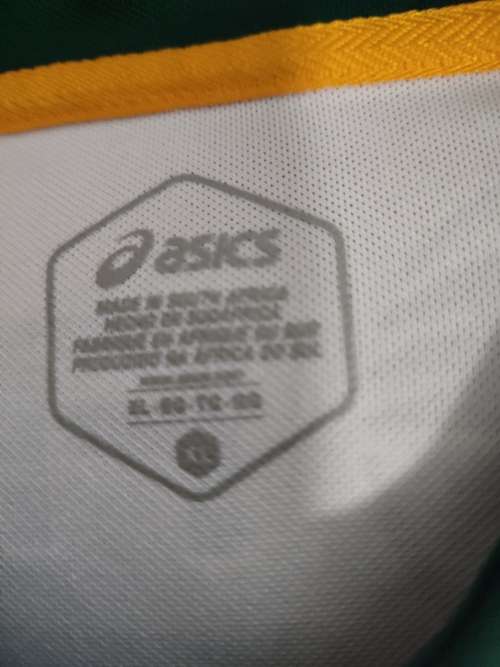 asics
MADE IN SOUTH AFRICA
HECHO EN SUDÁFRICA
FABRIQUÉ EN AFRIQUE DU SUD
PRODUZIDO NA ÁFRICA DO SUL
XL